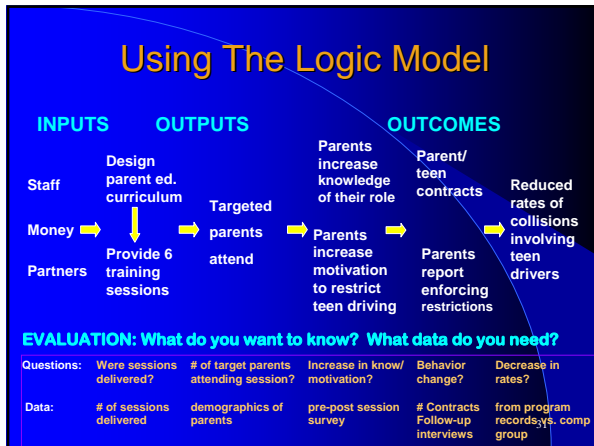 Using The Logic Model
INPUTS
OUTPUTS
OUTCOMES
Staff
Money
Partners
Design
parent ed.
curriculum
Provide 6
training
sessions
Targeted
parents
attend
Parents
increase
knowledge
of their role
Parents
increase
motivation
to restrict
teen driving
Parent/
teen
contracts
Parents
report
enforcing
restrictions
Reduced
rates of
collisions
involving
teen
drivers
EVALUATION: What do you want to know? What data do you need?
Questions:
Were sessions
delivered?
# of target parents
attending session?
Increase in know/
motivation?
Behavior
change?
Decrease in
rates?
Data:
# of sessions
delivered
demographics of
parents
pre-post session
survey
# Contracts
Follow-up
interviews
from program
records vs. comp
group
31